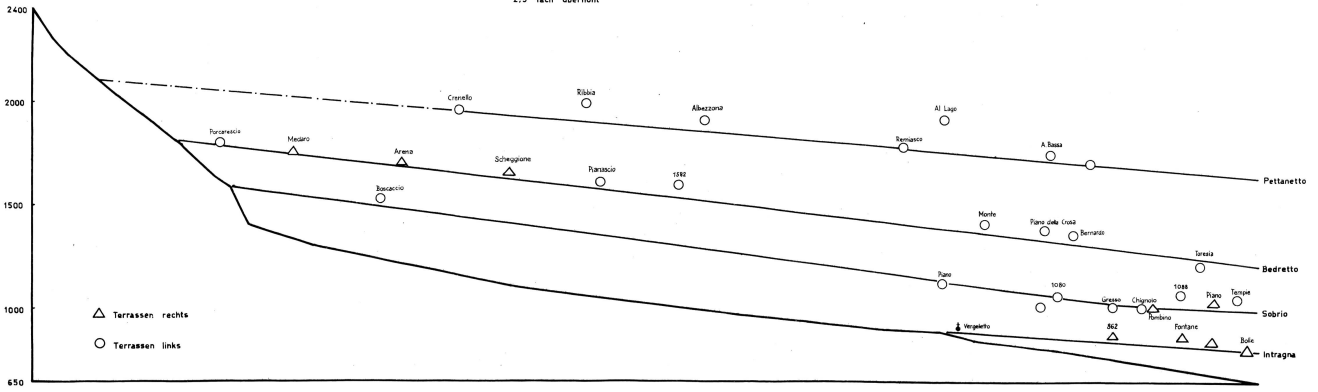 2,5 fach überhöht
2400
2000
1500
1000
650
Crenello
Ribbia
Albezzona
Al Lago
Remiasco
A. Bassa
Pettanetto
Porcarescio
Medaro
Arena
Scheggione
Pianascio
1592
Monte
Piano della Crosa
Bernardo
Taresia
Bedretto
Boscaccio
Piano
1080
Gresso
Chignolo
Pombino
1088
Piano
Tempie
Sobrio
Vergeletto
862
Fontane
Bolle
Intragna
Terrassen rechts
Terrassen links